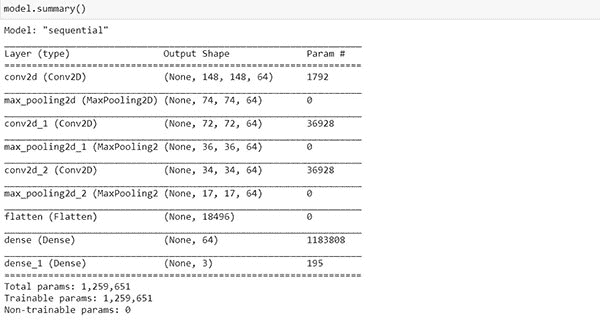 model.summary()
Model: "sequential"
Layer (type) Output Shape Param #
conv2d (Conv2D) (None, 148, 148, 64) 1792
max_pooling2d (MaxPooling2D) (None, 74, 74, 64) 0
conv2d_1 (Conv2D) (None, 72, 72, 64) 36928
max_pooling2d_1 (MaxPooling2 (None, 36, 36, 64) 0
conv2d_2 (Conv2D) (None, 34, 34, 64) 36928
max_pooling2d_2 (MaxPooling2 (None, 17, 17, 64) 0
flatten (Flatten) (None, 18496) 0
dense (Dense) (None, 64) 1183808
dense_1 (Dense) (None, 3) 195
Total params: 1,259,651
Trainable params: 1,259,651
Non-trainable params: 0